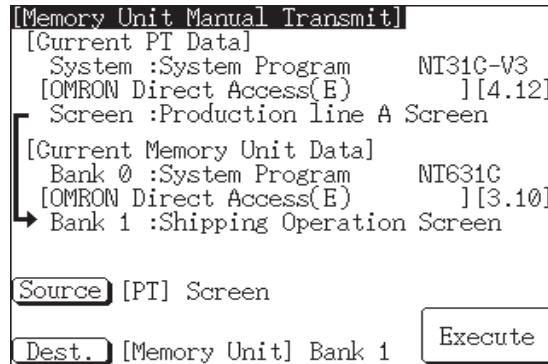 [Memory Unit Manual Transmit]
[Current PT Data]
System :System Program NT31C-V3
[OMRON Direct Access(E) ][4.12]
Screen :Production line A Screen
[Current Memory Unit Data]
Bank 0 :System Program NT631C
[OMRON Direct Access(E) ][3.10]
Bank 1 :Shipping Operation Screen
Source [PT] Screen
Execute
Dest. [Memory Unit] Bank 1